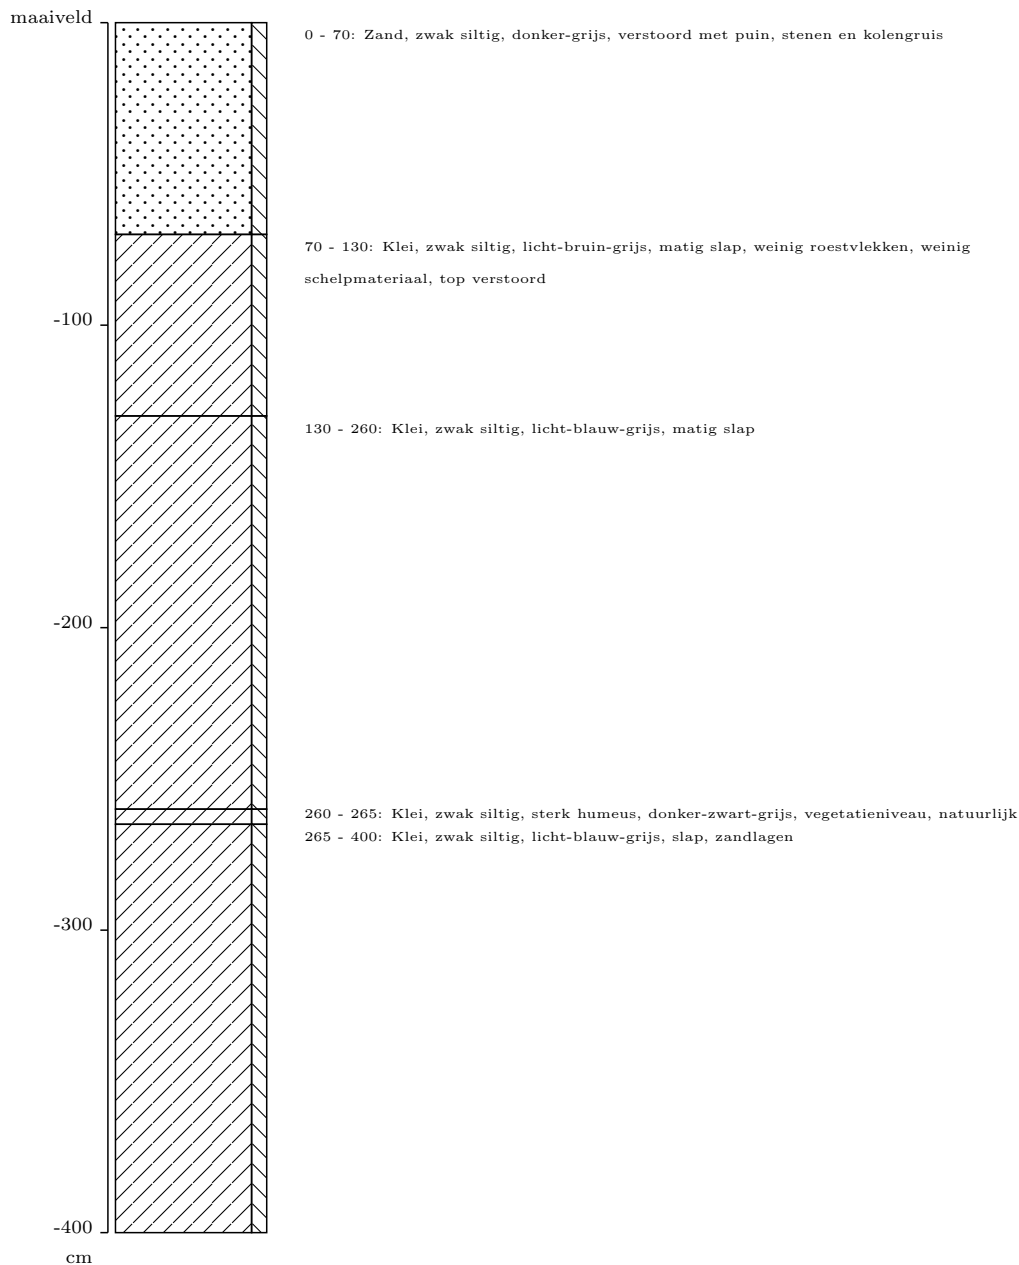 maaiveld
0 - 70: Zand, zwak siltig, donker-grijs, verstoord met puin, stenen en kolengruis
70 - 130: Klei, zwak siltig, licht-bruin-grijs, matig slap, weinig roestvlekken, weinig
schelpmateriaal, top verstoord
-100
130 - 260: Klei, zwak siltig, licht-blauw-grijs, matig slap
-200
260 - 265: Klei, zwak siltig, sterk humeus, donker-zwart-grijs, vegetatieniveau, natuurlijk
265 - 400: Klei, zwak siltig, licht-blauw-grijs, slap, zandlagen
-300
-400
cm